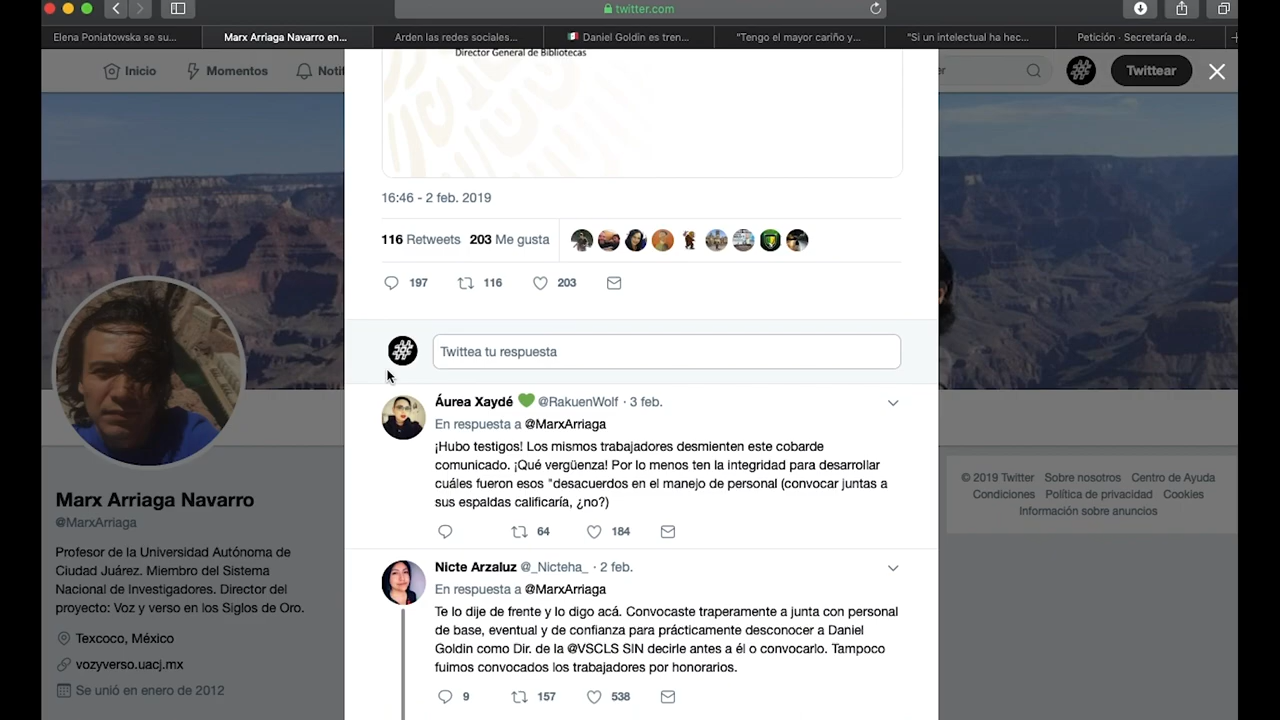 twitter.com
Elena Poniatowska se su...
Marx Arriaga Navarro en...
Arden las redes sociales...
Daniel Goldin es tren...
"Tengo el mayor cariño y...
"Si un intelectual ha hec...
Petición · Secretaría de...
Inicio
Momentos
Notif
er
Twittear
Director General de Bibliotecas
16:46 - 2 feb. 2019
116 Retweets 203 Me gusta
197 116 203
Twittea tu respuesta
Áurea Xaydé @RakuenWolf · 3 feb.
En respuesta a @MarxArriaga
¡Hubo testigos! Los mismos trabajadores desmienten este cobarde
comunicado. ¡Qué vergüenza! Por lo menos ten la integridad para desarrollar
cuáles fueron esos "desacuerdos en el manejo de personal (convocar juntas a
sus espaldas calificaría, ¿no?)
64 184
Nicte Arzaluz @_Nicteha_ · 2 feb.
En respuesta a @MarxArriaga
Te lo dije de frente y lo digo acá. Convocaste traperamente a junta con personal
de base, eventual y de confianza para prácticamente desconocer a Daniel
Goldin como Dir. de la @VSCLS SIN decirle antes a él o convocarlo. Tampoco
fuimos convocados los trabajadores por honorarios.
9 157 538
Marx Arriaga Navarro
@MarxArriaga
Profesor de la Universidad Autónoma de
Ciudad Juárez. Miembro del Sistema
Nacional de Investigadores. Director del
proyecto: Voz y verso en los Siglos de Oro.
Texcoco, México
vozyverso.uacj.mx
Se unió en enero de 2012
© 2019 Twitter Sobre nosotros Centro de Ayuda
Condiciones Política de privacidad Cookies
Información sobre anuncios